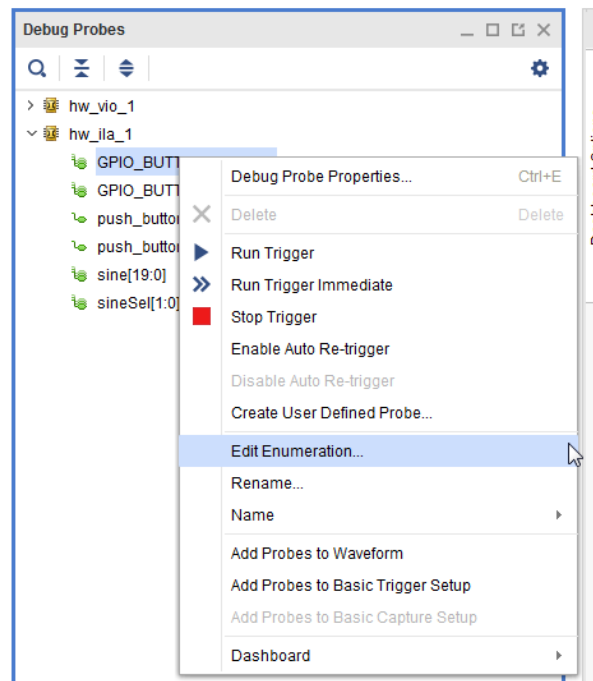 Debug Probes
hw_vio_1
hw_ila_1
GPIO_BUTT
GPIO_BUTT
push_button
push_button
sine[19:0]
sineSel[1:0]
Debug Probe Properties... Ctrl+E
Delete Delete
Run Trigger
Run Trigger Immediate
Stop Trigger
Enable Auto Re-trigger
Disable Auto Re-trigger
Create User Defined Probe...
Edit Enumeration...
Rename...
Name
Add Probes to Waveform
Add Probes to Basic Trigger Setup
Add Probes to Basic Capture Setup
Dashboard